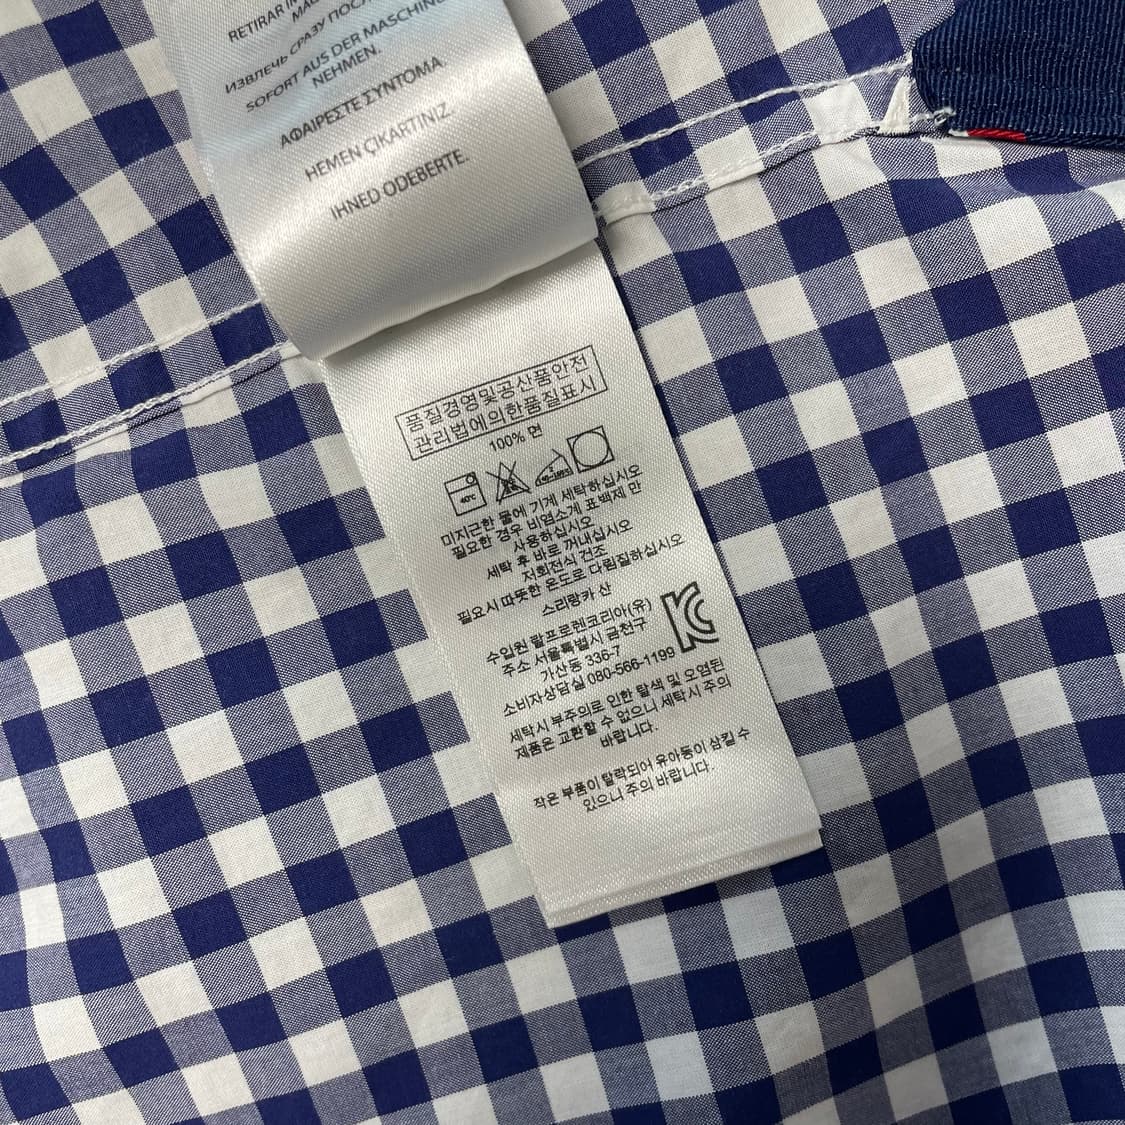 RETIRAR
ИЗВЛЕЧЬ СРАЗУ
SOFORT AUS DER MASCHINE
NEHMEN.
ΑΦΑΙΡΕΣΤΕ ΣΥΝΤΟΜΑ.
HEMEN ÇIKARTINIZ.
IHNED ODEBERTE.
품질경영및공산품안전
관리법에의한품질표시
100% 면
40°C
미지근한 물에 기계 세탁하십시오
필요한 경우 비염소계 표백제 만
사용하십시오
세탁 후 바로 꺼내십시오
저회전식 건조
필요시 따뜻한 온도로 다림질하십시오
소리랑카 산
수입원 랄프로렌코리아(유)
주소 서울특별시 금천구
가산동 336-7
소비자상담실 080-566-1199
세탁시 부주의로 인한 탈색 및 오염된
제품은 교환할 수 없으니 세탁시 주의
바랍니다.
작은 부품이 탈락되어 유아동이 삼킬 수
있으니 주의 바랍니다.